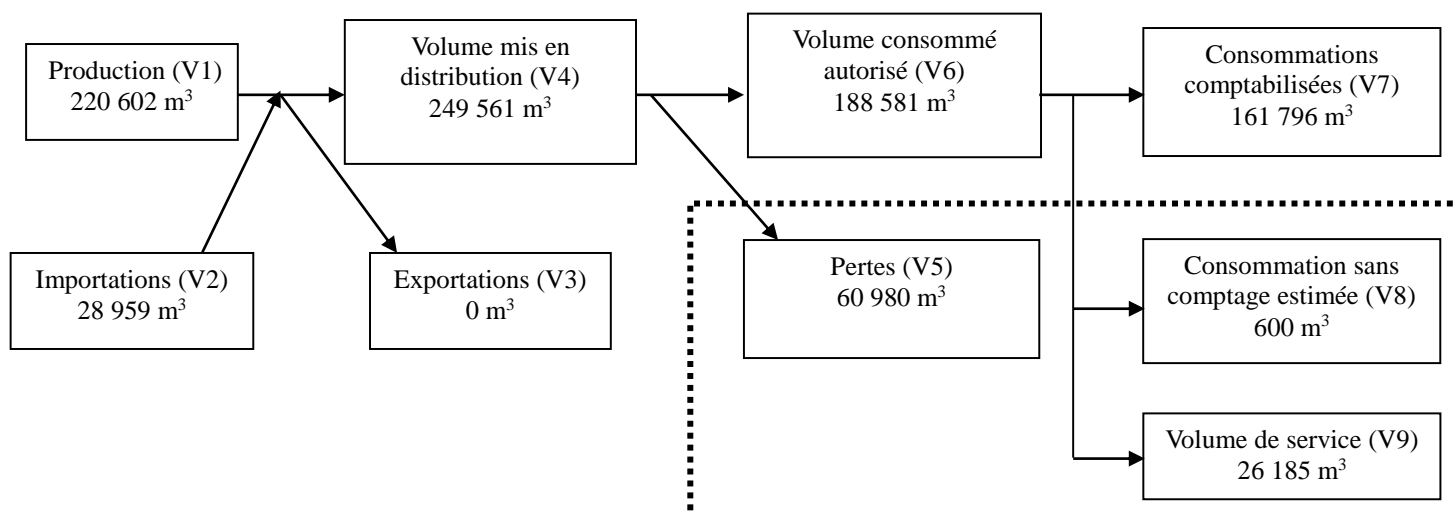 Production (V1)
220 602 m³
Volume mis en
distribution (V4)
249 561 m³
Volume consommé
autorisé (V6)
188 581 m³
Consommations
comptabilisées (V7)
161 796 m³
Importations (V2)
28 959 m³
Exportations (V3)
0 m³
Pertes (V5)
60 980 m³
Consommation sans
comptage estimée (V8)
600 m³
Volume de service (V9)
26 185 m³